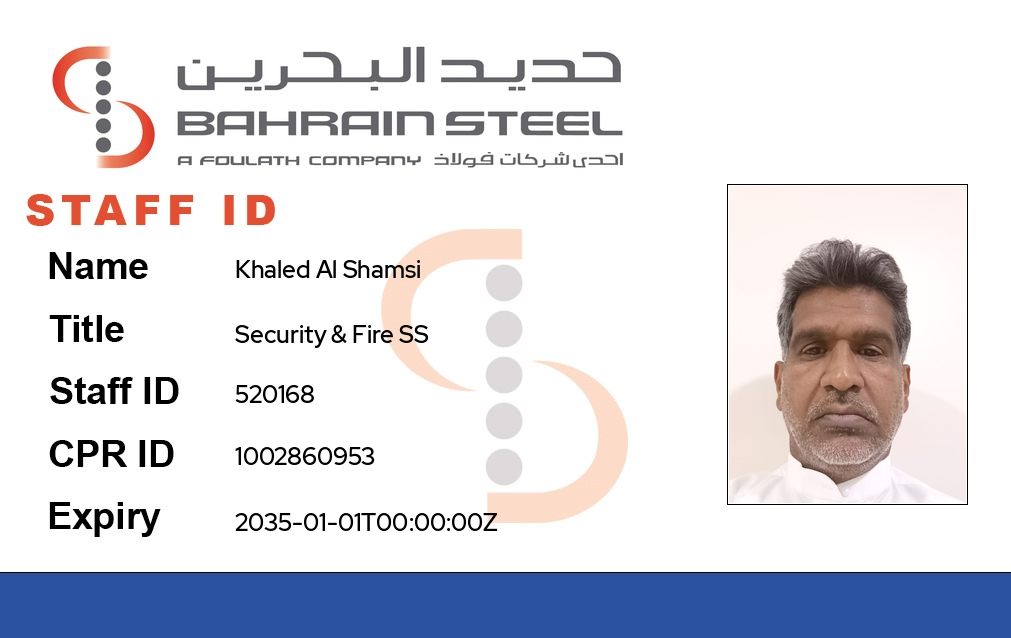 حديد البحرين
BAHRAIN STEEL
A FOULATH COMPANY احدى شركات فولاذ
STAFF ID
Name Khaled Al Shamsi
Title Security & Fire SS
Staff ID 520168
CPR ID 1002860953
Expiry 2035-01-01T00:00:00Z